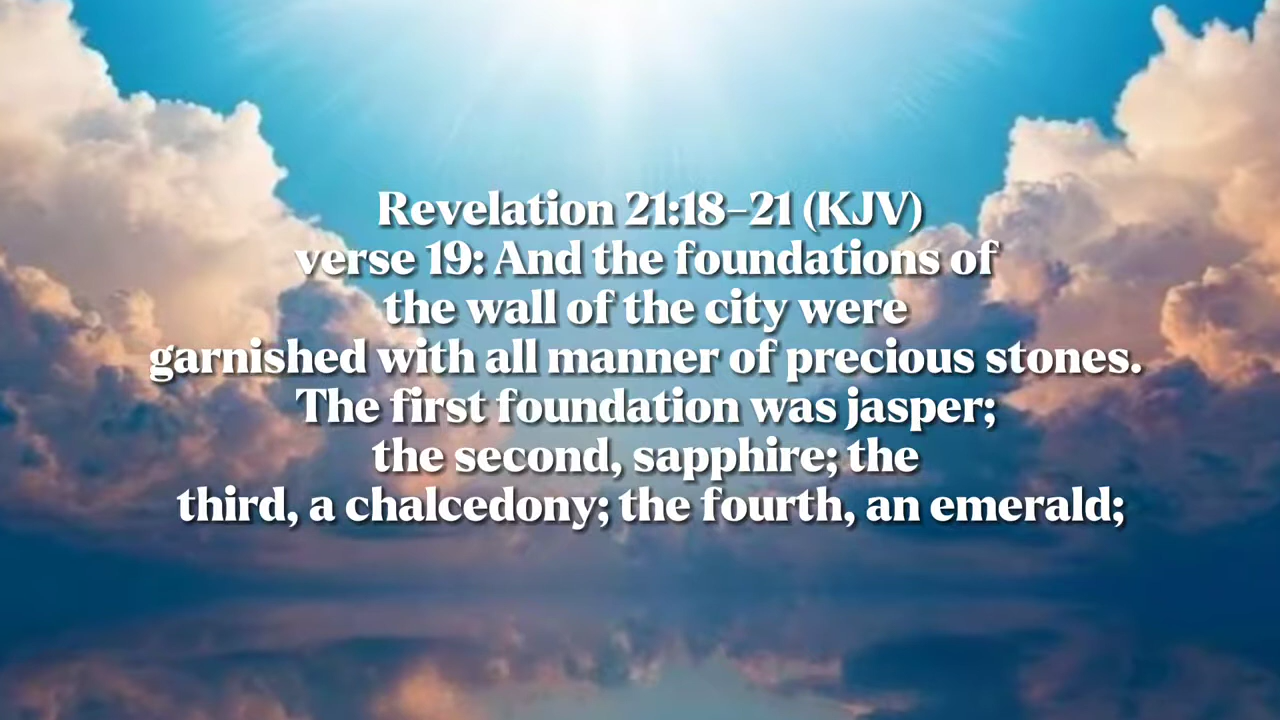 Revelation 21:18–21 (KJV)
verse 19: And the foundations of
the wall of the city were
garnished with all manner of precious stones.
The first foundation was jasper;
the second, sapphire; the
third, a chalcedony; the fourth, an emerald;